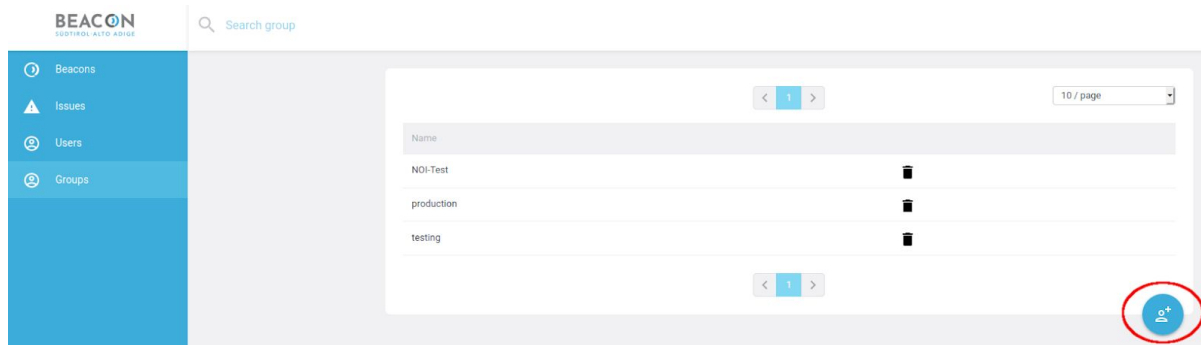 BEACON
SÜDTIROL·ALTO ADIGE
Search group
Beacons
Issues
Users
Groups
< 1 >
10 / page
Name
NOI-Test
production
testing
< 1 >